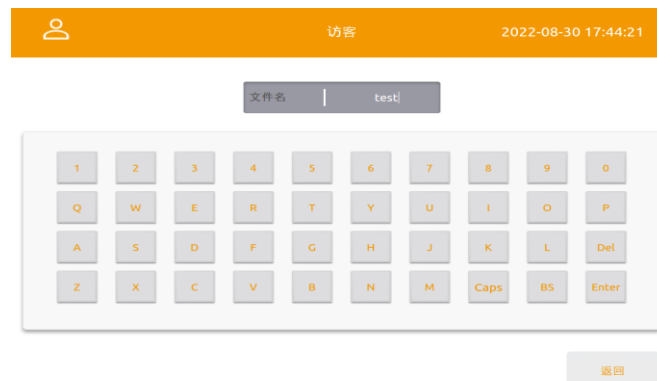 访客 2022-08-30 17:44:21
文件名 test
1 2 3 4 5 6 7 8 9 0
Q W E R T Y U I O P
A S D F G H J K L Del
Z X C V B N M Caps BS Enter
返回